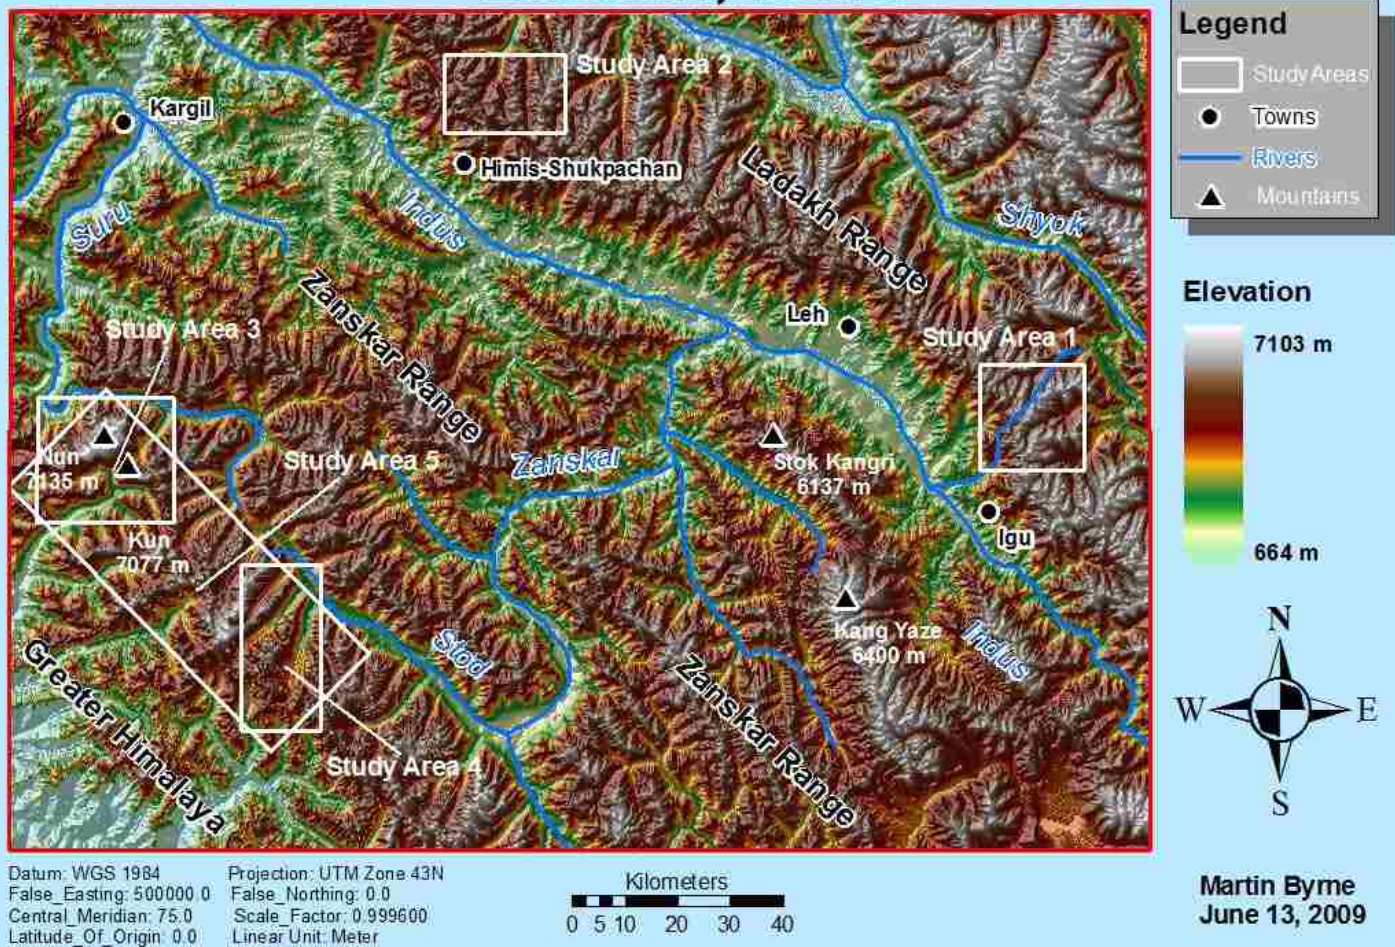 Legend
Study Areas
Towns
Rivers
Mountains
Elevation
7103 m
664 m
N
W
E
S
Kargil
Study Area 2
Himis-Shukpachan
Ladakh Range
Shyok
Suru
Indus
Zanskar Range
Leh
Study Area 1
Study Area 3
Nun
7135 m
Kun
7077 m
Study Area 5
Zanskar
Stok Kangri
6137 m
Igu
Kang Yaze
6400 m
Indus
Stod
Zanskar Range
Greater Himalaya
Study Area 4
Datum: WGS 1984
Projection: UTM Zone 43N
False_Easting: 500000.0
False_Northing: 0.0
Central_Meridian: 75.0
Scale_Factor: 0.999600
Latitude_Of_Origin: 0.0
Linear Unit: Meter
Kilometers
0 5 10 20 30 40
Martin Byrne
June 13, 2009